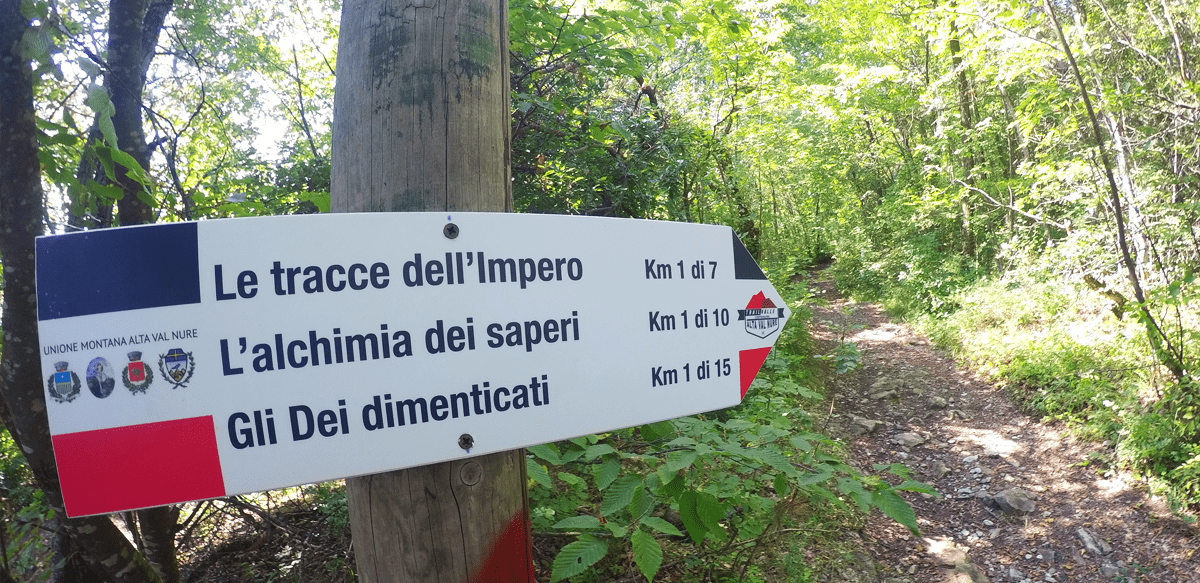 Le tracce dell'Impero Km 1 di 7
UNIONE MONTANA ALTA VAL NURE
L'alchimia dei saperi Km 1 di 10
Gli Dei dimenticati Km 1 di 15
TRAILVALLEY
ALTA VAL NURE